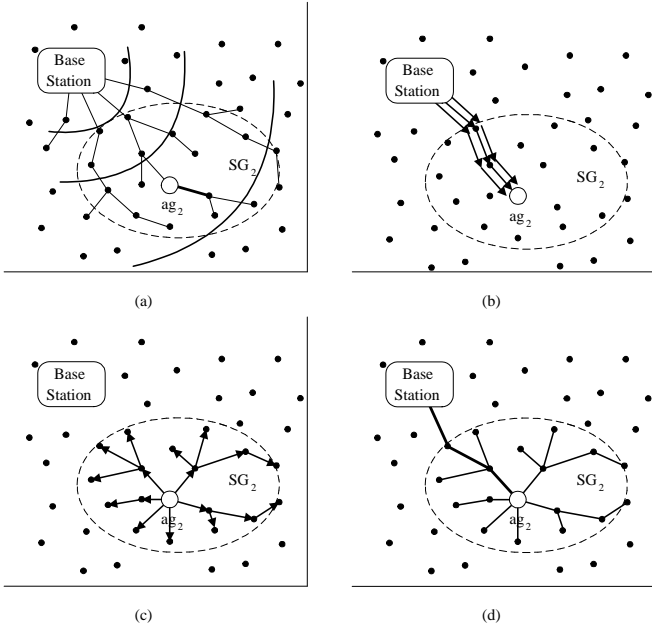 Base
Station
SG2
ag2
(a)
Base
Station
SG2
ag2
(b)
Base
Station
SG2
ag2
(c)
Base
Station
SG2
ag2
(d)